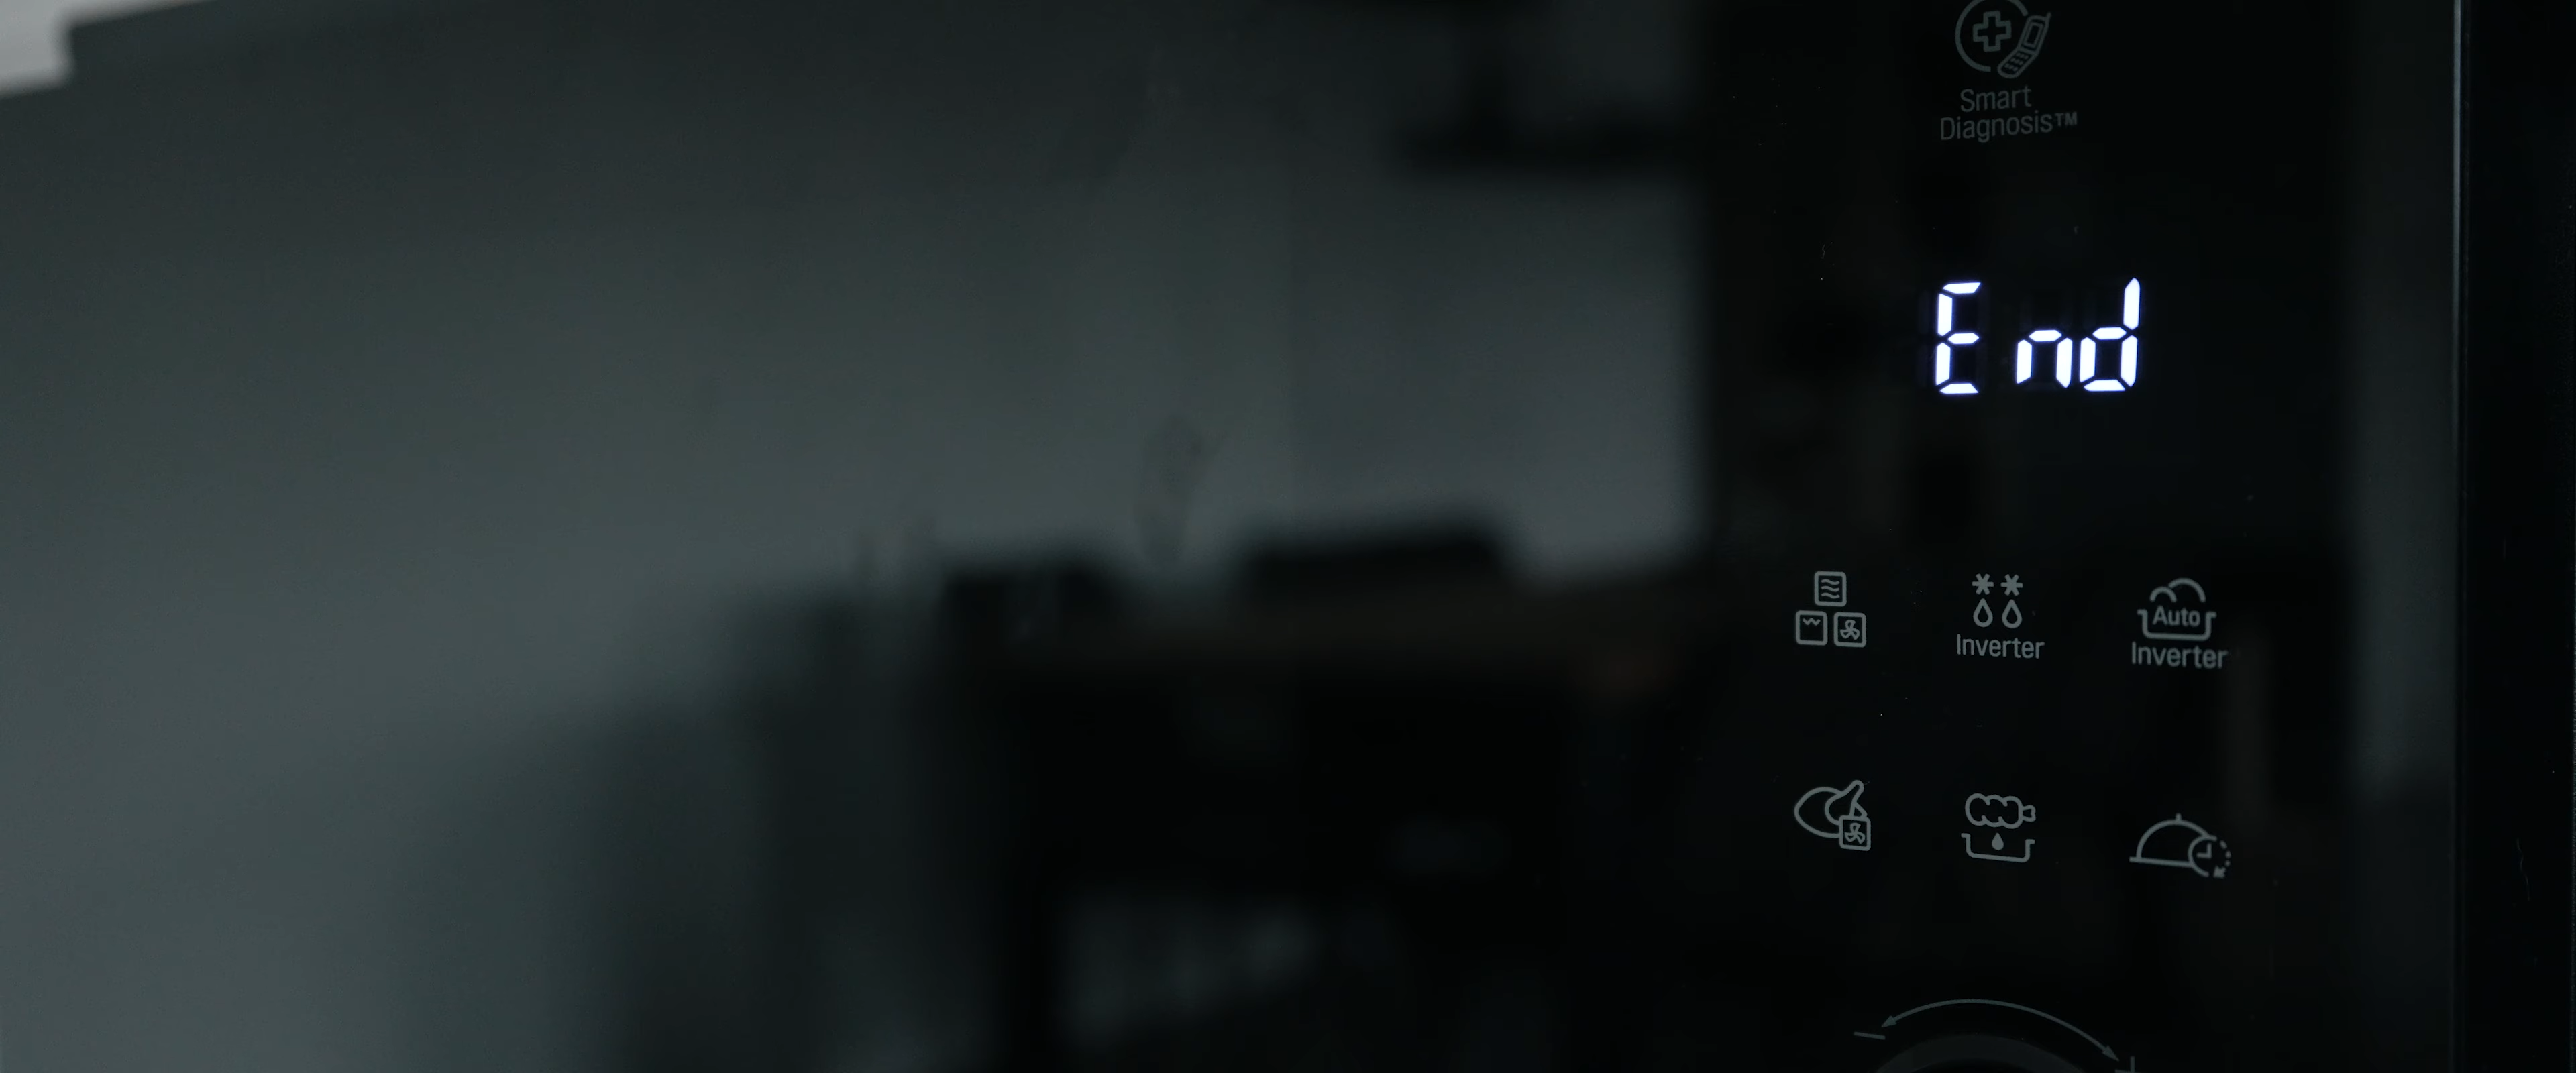 Smart
Diagnosis™
End
Inverter
Auto
Inverter